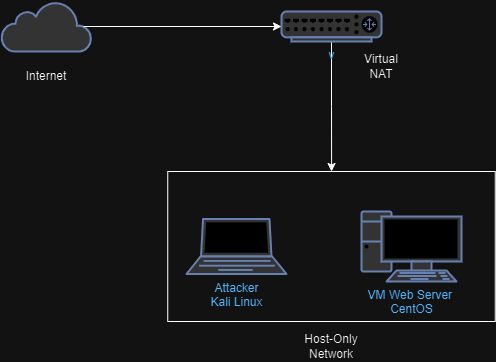 Internet
Virtual
NAT
Attacker
Kali Linux
VM Web Server
CentOS
Host-Only
Network